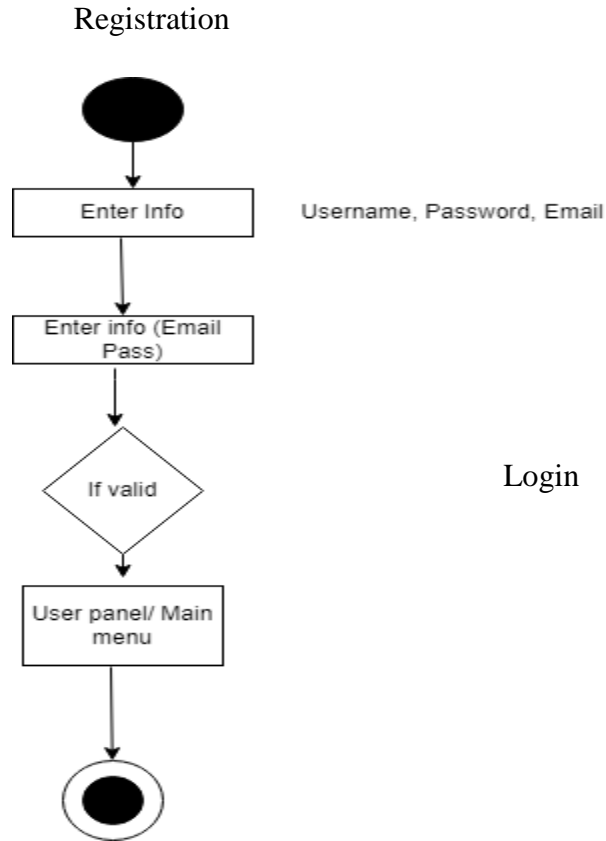 Registration
Enter Info
Username, Password, Email
Enter info (Email
Pass)
If valid
Login
User panel/ Main
menu